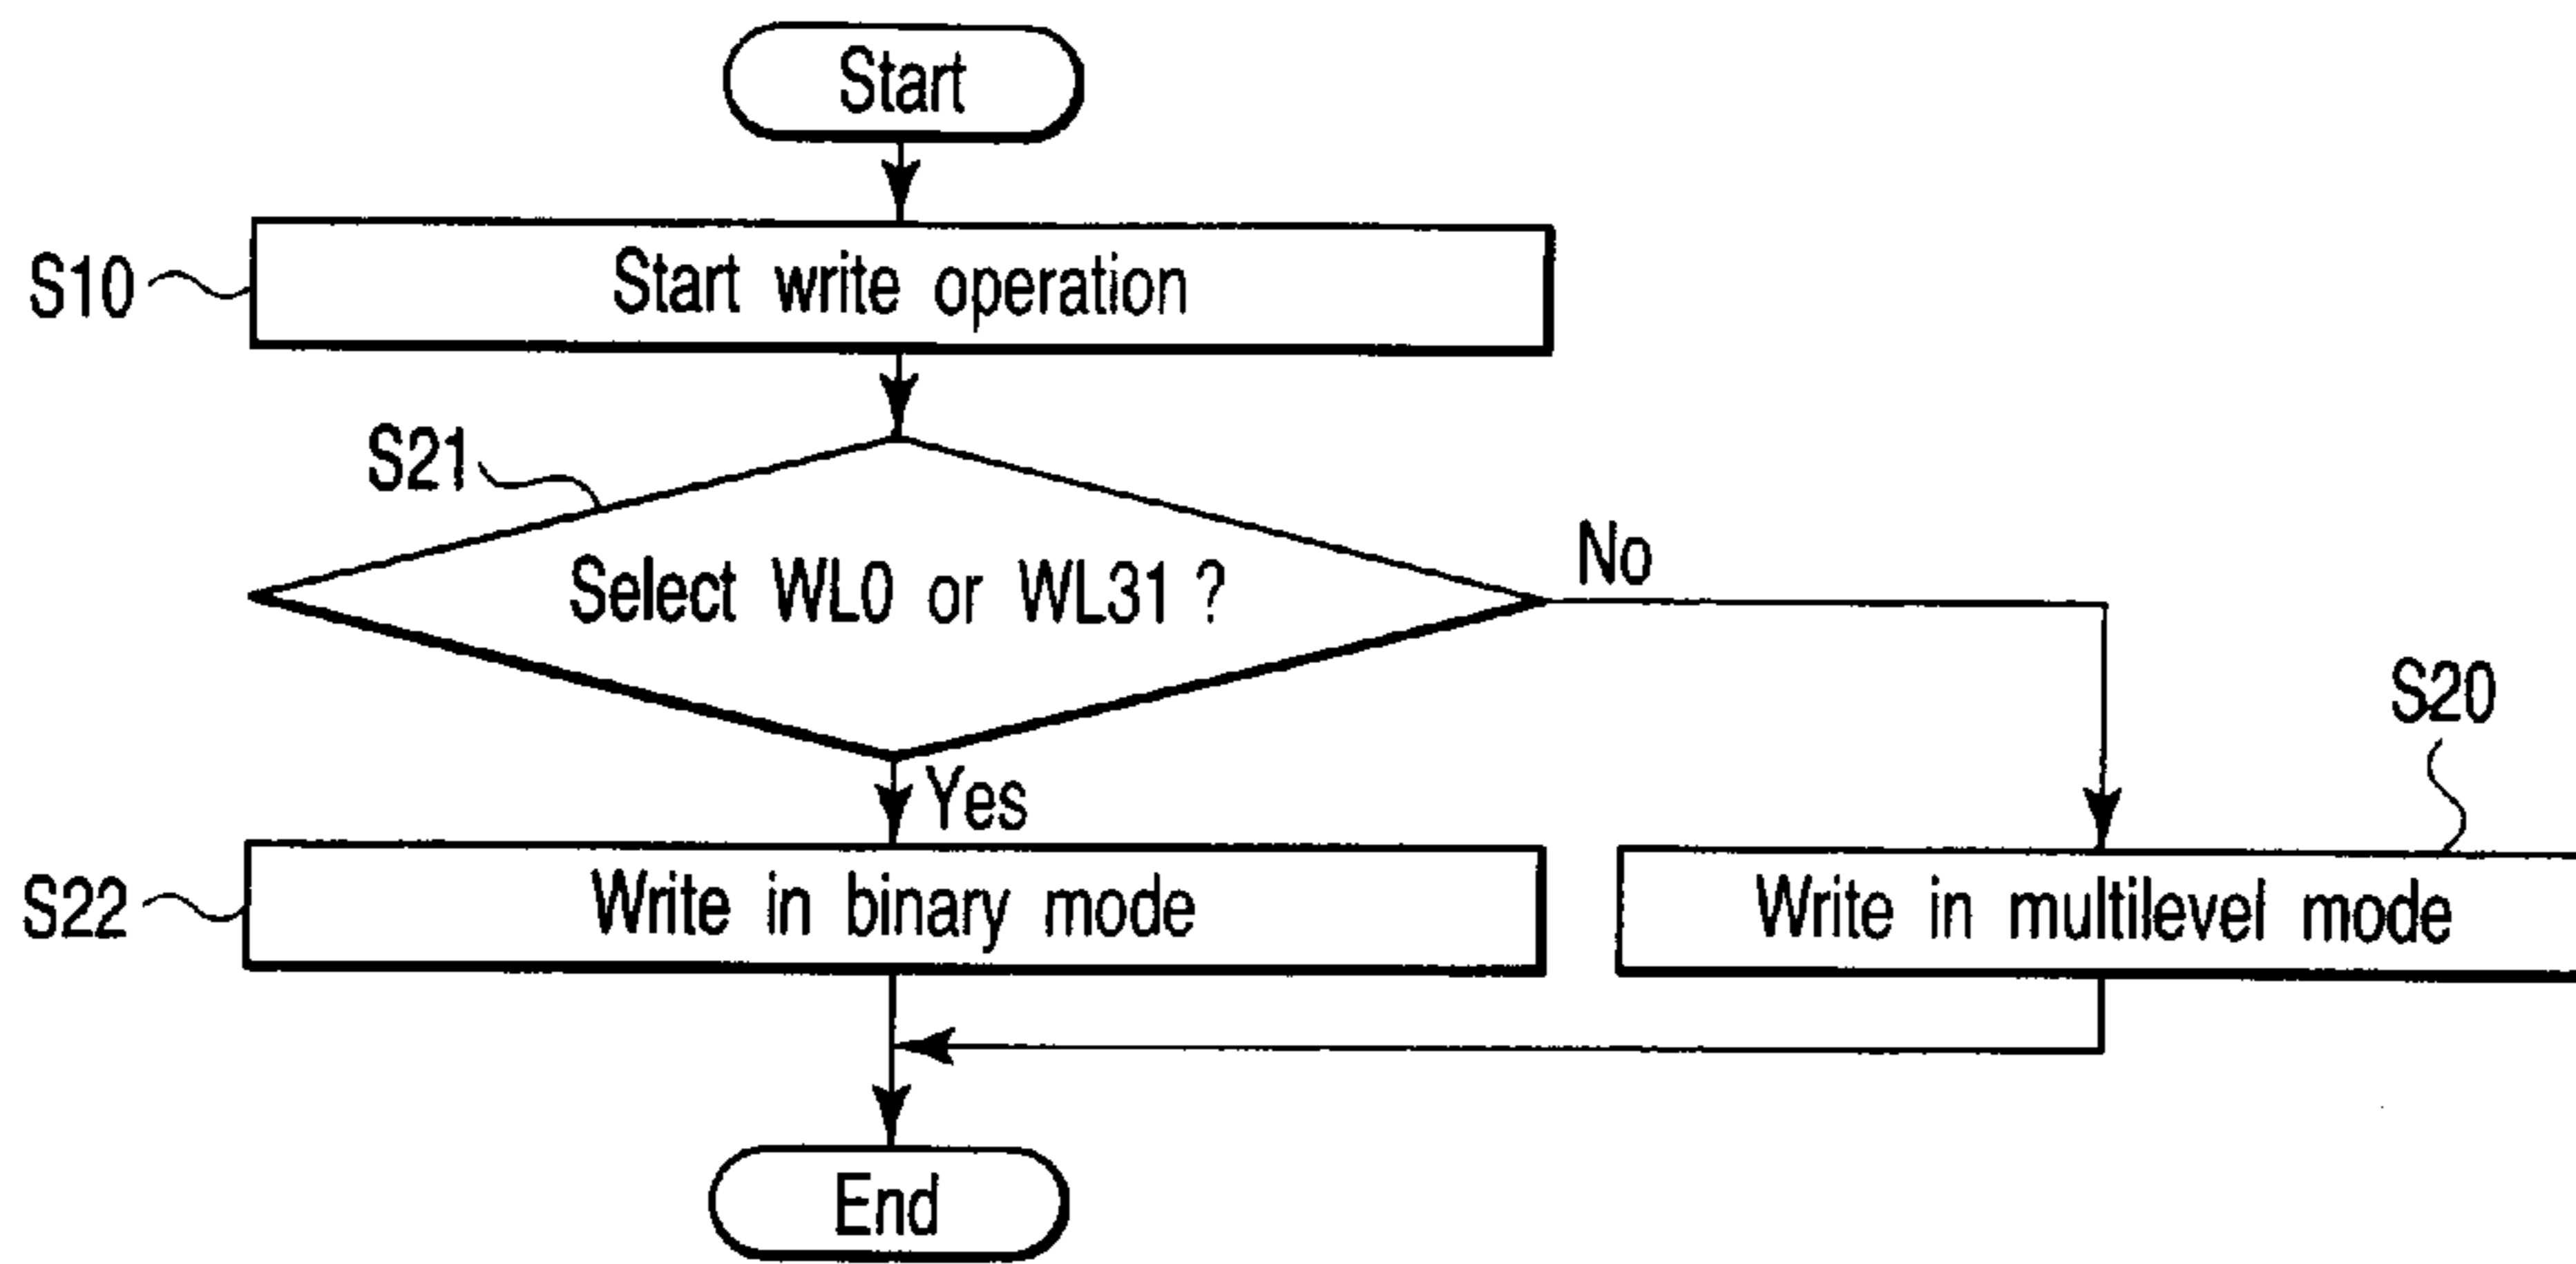 Start
S10
Start write operation
S21
Select WL0 or WL31 ?
No
Yes
S20
S22
Write in binary mode
Write in multilevel mode
End